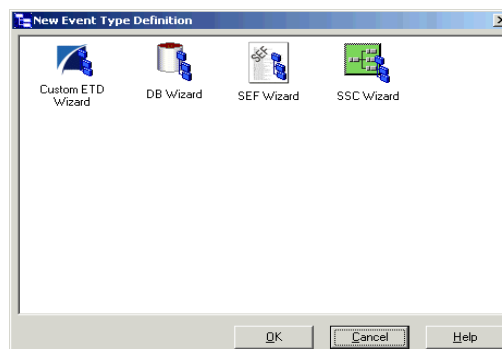 New Event Type Definition
Custom ETD
Wizard
DB Wizard
SEF
SEF Wizard
SSC Wizard
OK
Cancel
Help